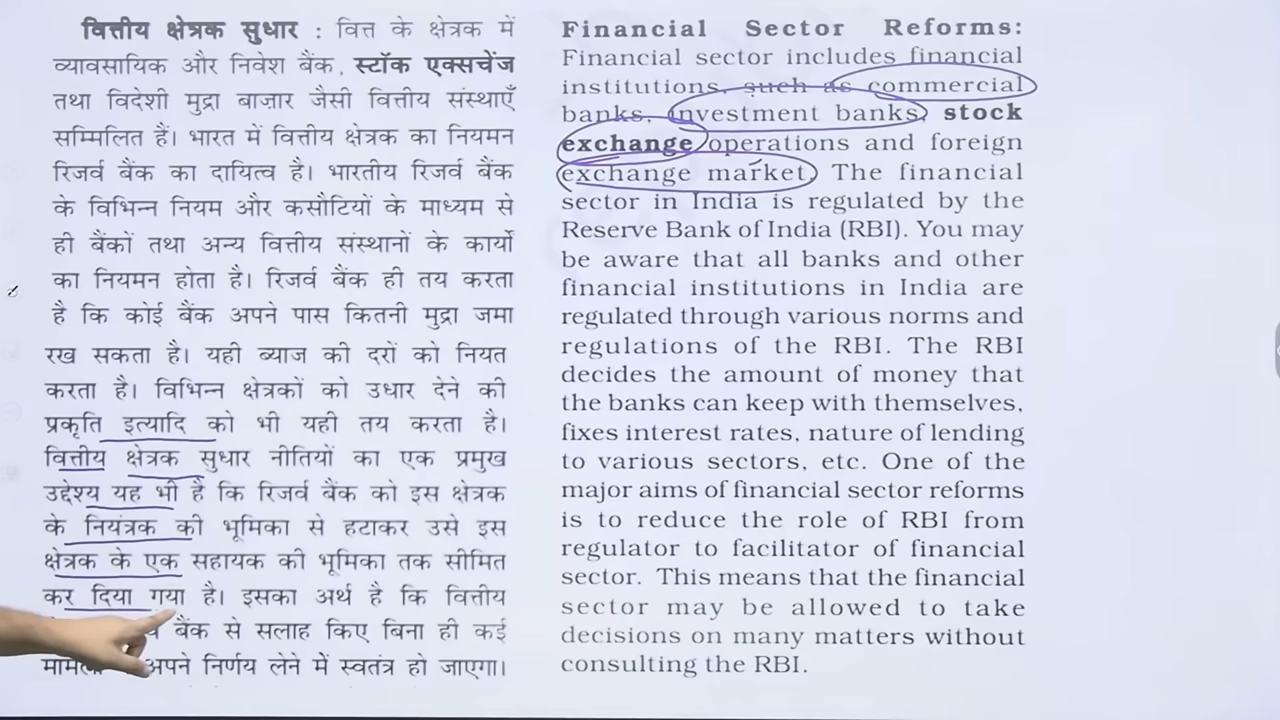 वित्तीय क्षेत्रक सुधार : वित्त के क्षेत्रक में
व्यावसायिक और निवेश बैंक, स्टॉक एक्सचेंज
तथा विदेशी मुद्रा बाज़ार जैसी वित्तीय संस्थाएँ
सम्मिलित हैं। भारत में वित्तीय क्षेत्रक का नियमन
रिजर्व बैंक का दायित्व है। भारतीय रिजर्व बैंक
के विभिन्न नियम और कसौटियों के माध्यम से
ही बैंकों तथा अन्य वित्तीय संस्थानों के कार्यों
का नियमन होता है। रिजर्व बैंक ही तय करता
है कि कोई बैंक अपने पास कितनी मुद्रा जमा
रख सकता है। यही ब्याज की दरों को नियत
करता है। विभिन्न क्षेत्रकों को उधार देने की
प्रकृति इत्यादि को भी यही तय करता है।
वित्तीय क्षेत्रक सुधार नीतियों का एक प्रमुख
उद्देश्य यह भी है कि रिजर्व बैंक को इस क्षेत्रक
के नियंत्रक की भूमिका से हटाकर उसे इस
क्षेत्रक के एक सहायक की भूमिका तक सीमित
कर दिया गया है। इसका अर्थ है कि वित्तीय
बैंक से सलाह किए बिना ही कई
अपने निर्णय लेने में स्वतंत्र हो जाएगा।
Financial Sector Reforms:
Financial sector includes financial
institutions, such as commercial
banks, investment banks, stock
exchange operations and foreign
exchange market. The financial
sector in India is regulated by the
Reserve Bank of India (RBI). You may
be aware that all banks and other
financial institutions in India are
regulated through various norms and
regulations of the RBI. The RBI
decides the amount of money that
the banks can keep with themselves,
fixes interest rates, nature of lending
to various sectors, etc. One of the
major aims of financial sector reforms
is to reduce the role of RBI from
regulator to facilitator of financial
sector. This means that the financial
sector may be allowed to take
decisions on many matters without
consulting the RBI.